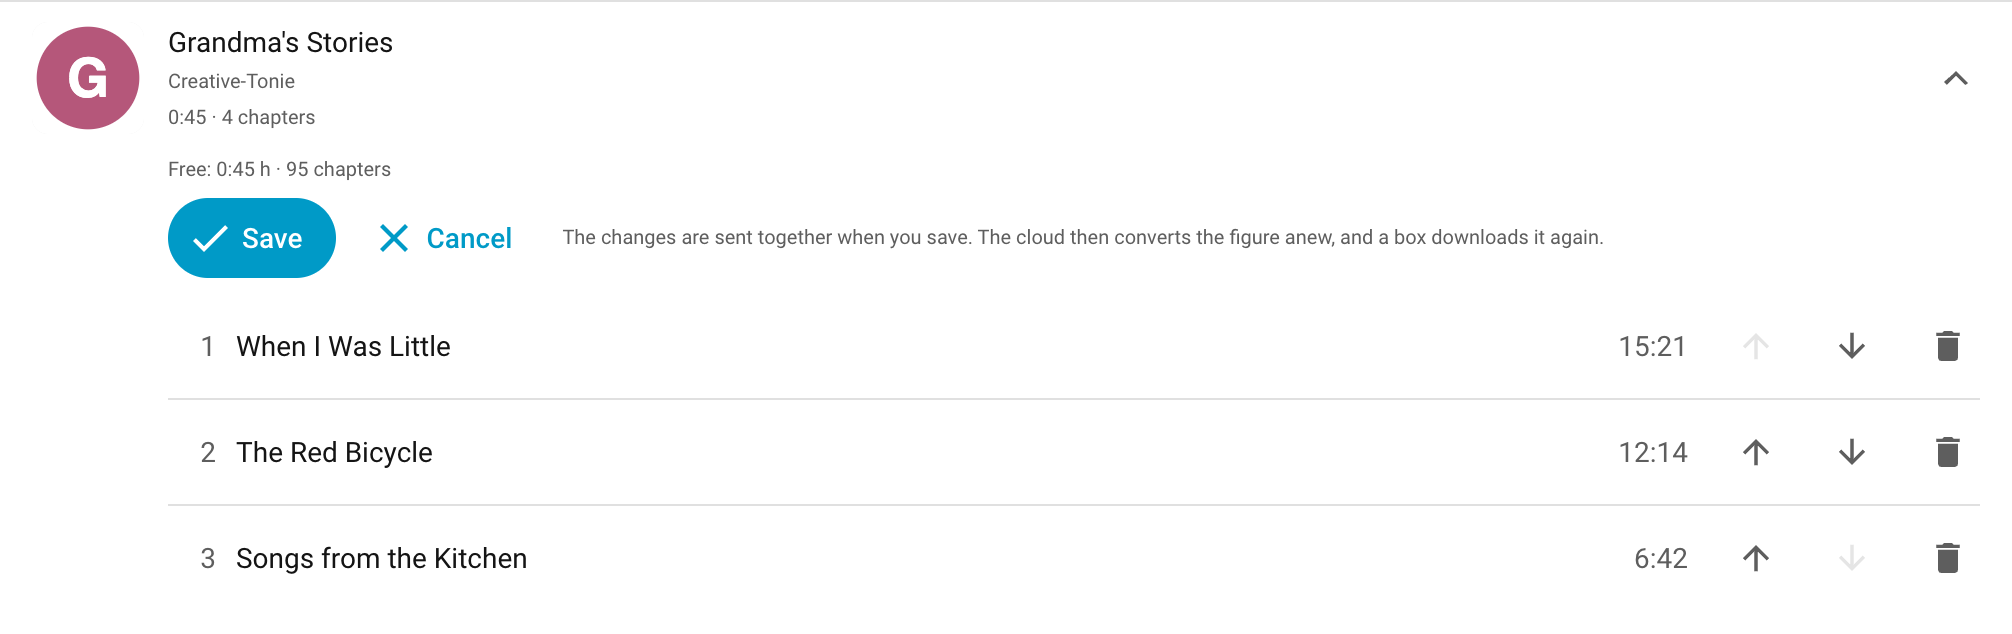 G
Grandma's Stories
Creative-Tonie
0:45 · 4 chapters
Free: 0:45 h · 95 chapters
Save Cancel The changes are sent together when you save. The cloud then converts the figure anew, and a box downloads it again.
1 When I Was Little 15:21
2 The Red Bicycle 12:14
3 Songs from the Kitchen 6:42